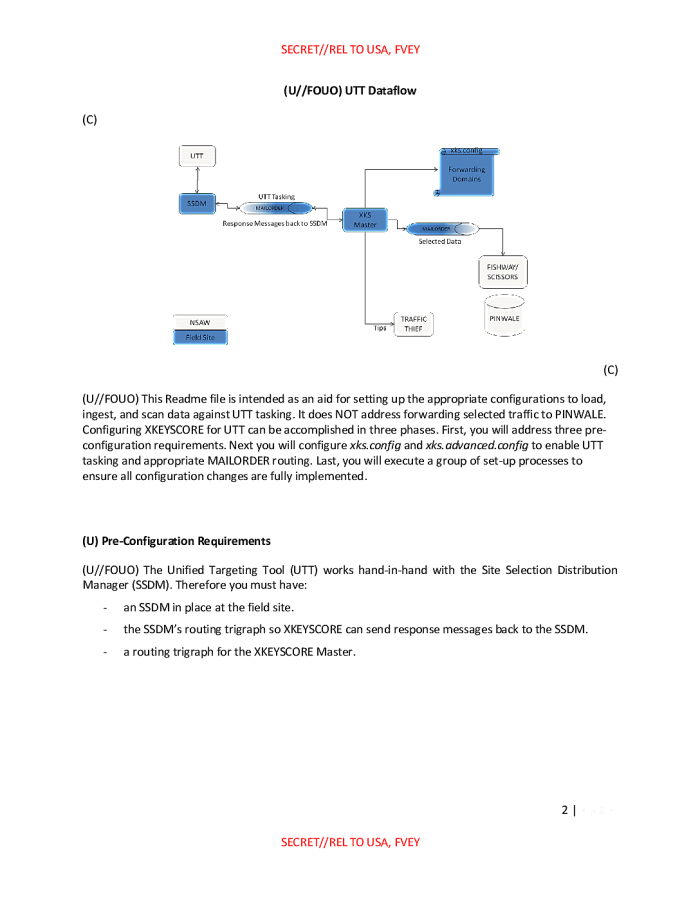 SECRET//REL TO USA, FVEY
(U//FOUO) UTT Dataflow
(C)
UTT
SSDM
UTT Tasking
MAILORDER
Response Messages back to SSDM
XKS
Master
xks.config
Forwarding
Domains
MAILORDER
Selected Data
FISHWAY/
SCISSORS
PINWALE
TRAFFIC
THIEF
Tips
NSAW
Field Site
(C)
(U//FOUO) This Readme file is intended as an aid for setting up the appropriate configurations to load,
ingest, and scan data against UTT tasking. It does NOT address forwarding selected traffic to PINWALE.
Configuring XKEYSCORE for UTT can be accomplished in three phases. First, you will address three pre-
configuration requirements. Next you will configure xks.config and xks.advanced.config to enable UTT
tasking and appropriate MAILORDER routing. Last, you will execute a group of set-up processes to
ensure all configuration changes are fully implemented.
(U) Pre-Configuration Requirements
(U//FOUO) The Unified Targeting Tool (UTT) works hand-in-hand with the Site Selection Distribution
Manager (SSDM). Therefore you must have:
- an SSDM in place at the field site.
- the SSDM’s routing trigraph so XKEYSCORE can send response messages back to the SSDM.
- a routing trigraph for the XKEYSCORE Master.
2 |
SECRET//REL TO USA, FVEY